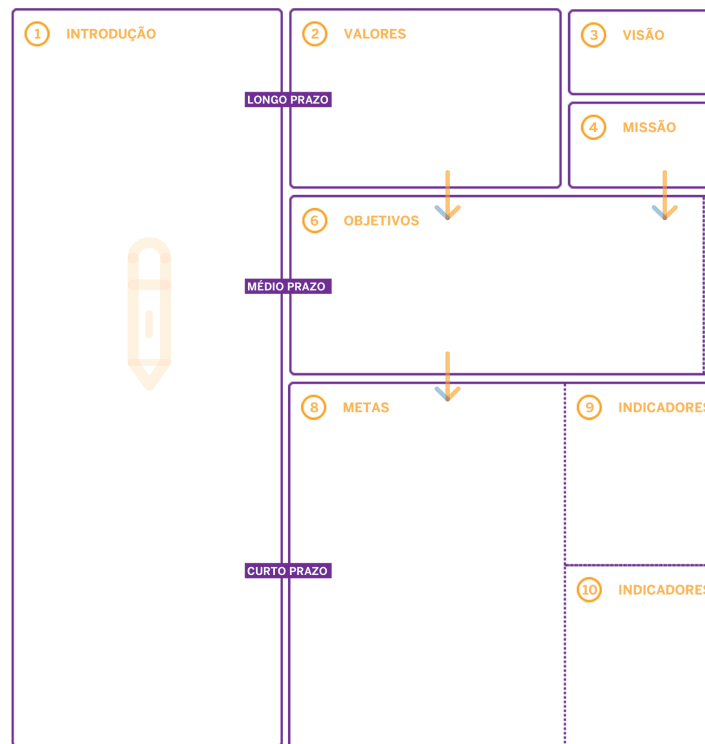 1 INTRODUÇÃO
2 VALORES
3 VISÃO
LONGO PRAZO
4 MISSÃO
6 OBJETIVOS
MÉDIO PRAZO
8 METAS
9 INDICADORES
CURTO PRAZO
10 INDICADORES